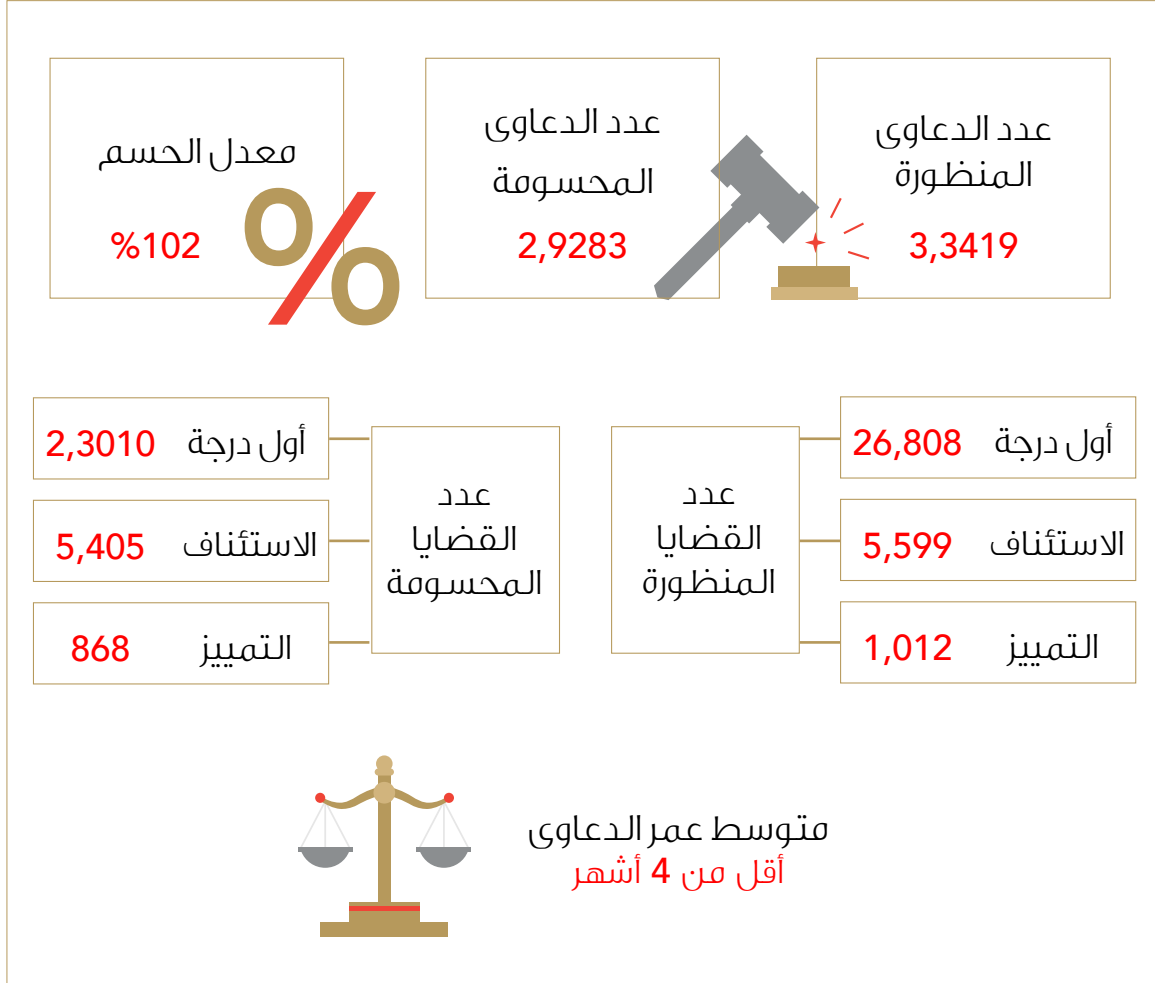 عدد الدعاوى
المنظورة
3,3419
عدد الدعاوى
المحسومة
2,9283
معدل الحسم
%102
%
عدد
القضايا
المنظورة
أول درجة 26,808
الاستئناف 5,599
التمييز 1,012
عدد
القضايا
المحسومة
أول درجة 2,3010
الاستئناف 5,405
التمييز 868
متوسط عمر الدعاوى
أقل من 4 أشهر